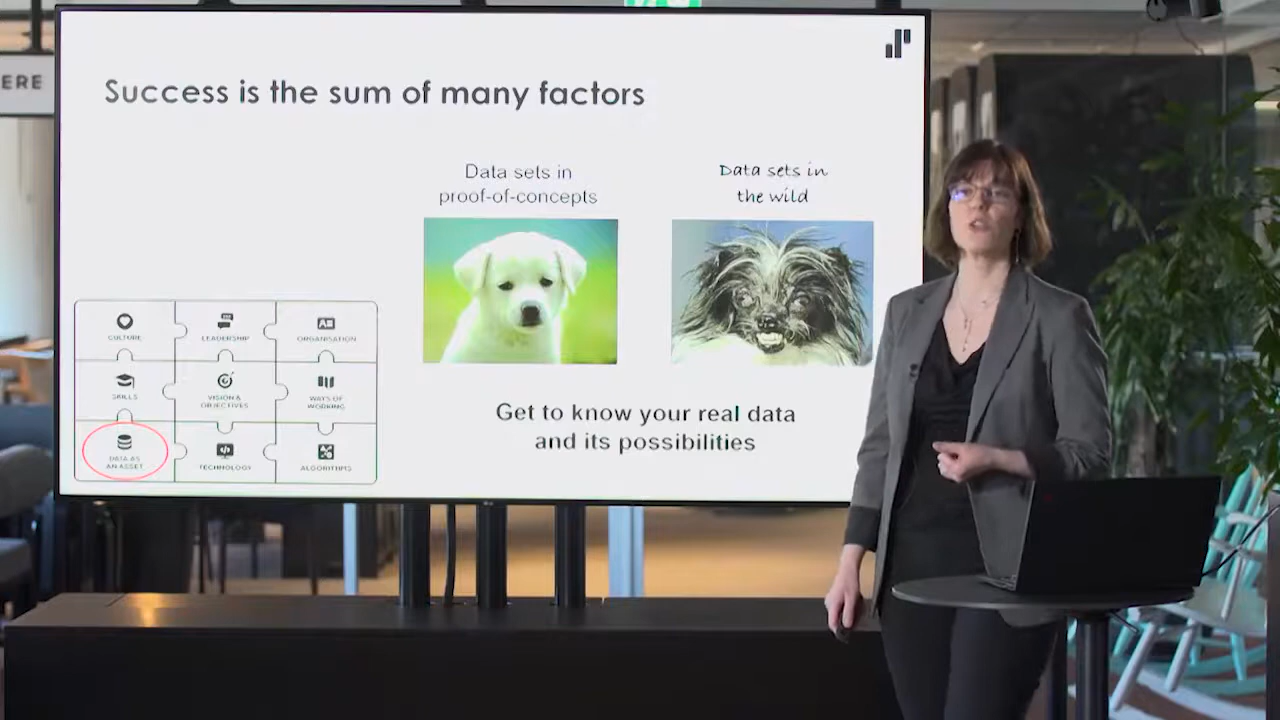 ERE
Success is the sum of many factors
Data sets in
proof-of-concepts
Data sets in
the wild
CULTURE
LEADERSHIP
ORGANISATION
SKILLS
VISION &
OBJECTIVES
WAYS OF
WORKING
DATA AS
AN ASSET
TECHNOLOGY
ALGORITHMS
Get to know your real data
and its possibilities